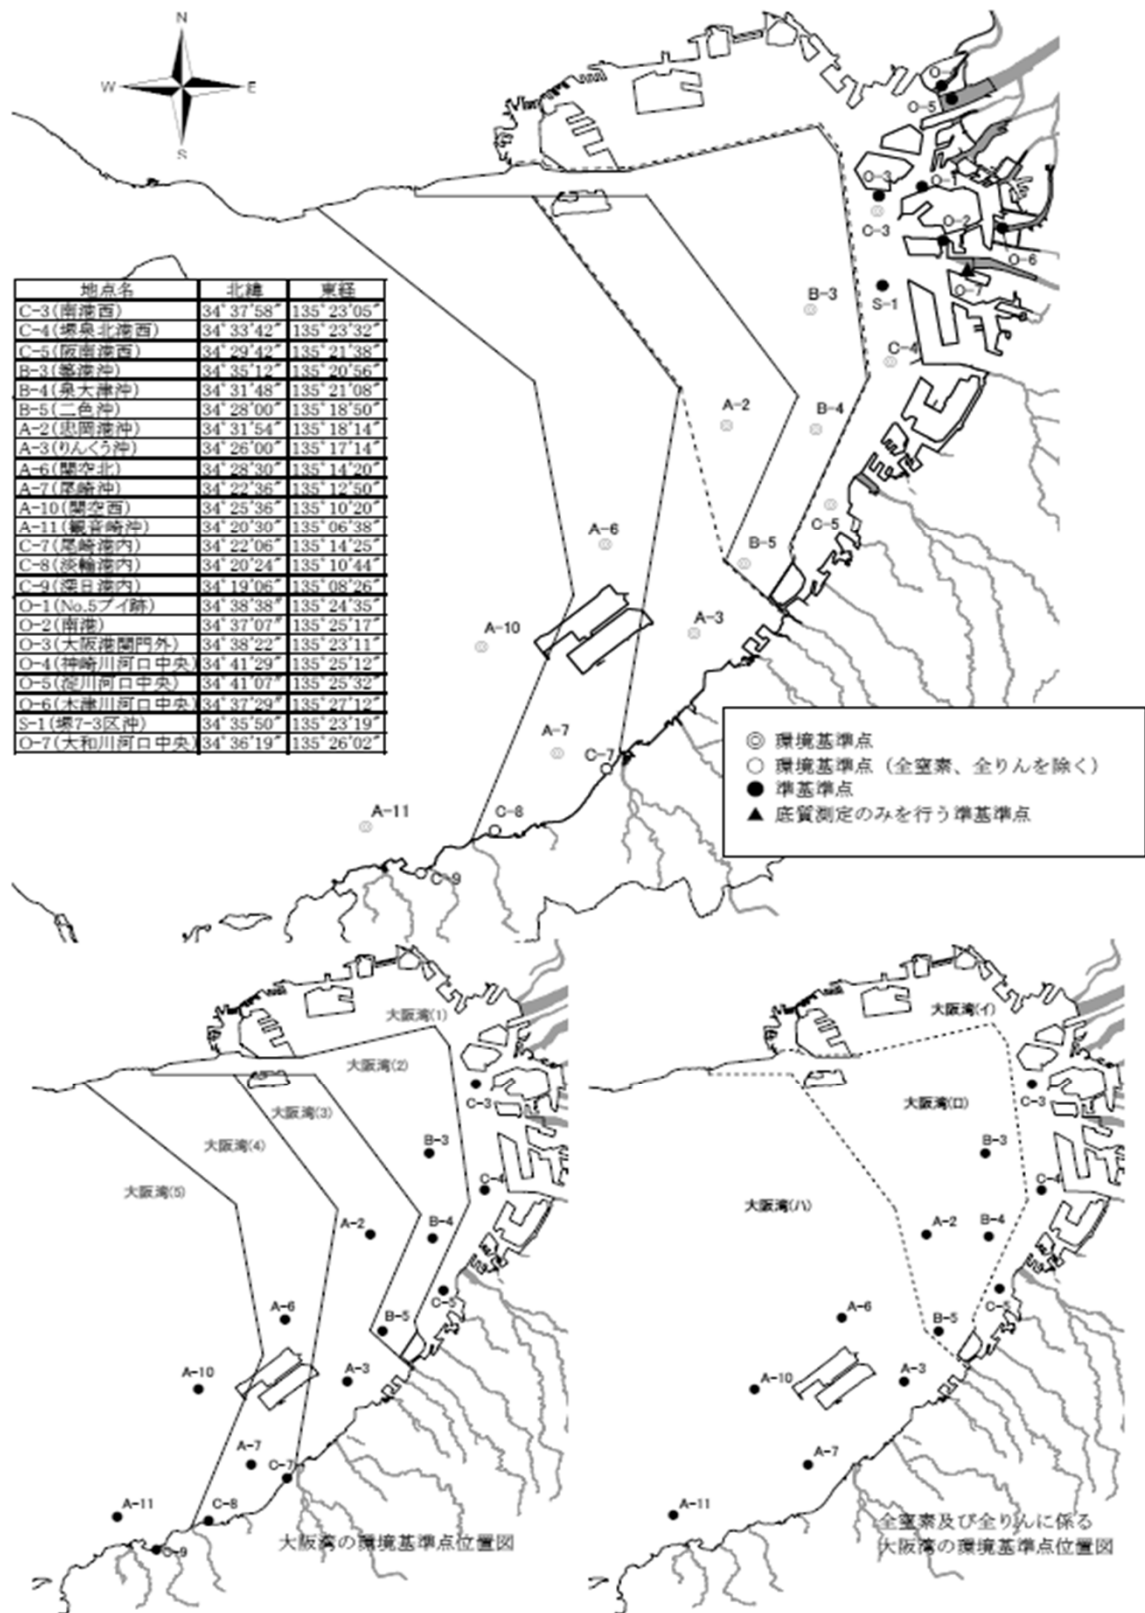 N
W
E
S
O-5
O-3
O-1
C-3
O-2
O-6
O-7
S-1
B-3
C-4
A-2
B-4
C-5
A-6
B-5
A-3
A-10
A-7
C-7
A-11
C-8
C-9
地点名 北緯 東経
C-3(南港西) 34°37'58" 135°23'05"
C-4(堺泉北港西) 34°33'42" 135°23'32"
C-5(阪南港西) 34°29'42" 135°21'38"
B-3(堺港沖) 34°35'12" 135°20'56"
B-4(泉大津沖) 34°31'48" 135°21'08"
B-5(二色沖) 34°28'00" 135°18'50"
A-2(忠岡港沖) 34°31'54" 135°18'14"
A-3(りんくう沖) 34°26'00" 135°17'14"
A-6(関空北) 34°28'30" 135°14'20"
A-7(尾崎沖) 34°22'36" 135°12'50"
A-10(関空西) 34°25'36" 135°10'20"
A-11(観音崎沖) 34°20'30" 135°06'38"
C-7(尾崎港内) 34°22'06" 135°14'25"
C-8(淡輪港内) 34°20'24" 135°10'44"
C-9(深日港内) 34°19'06" 135°08'26"
O-1(No.5ブイ跡) 34°38'38" 135°24'35"
O-2(南港) 34°37'07" 135°25'17"
O-3(大阪港関門外) 34°38'22" 135°23'11"
O-4(神崎川河口中央) 34°41'29" 135°25'12"
O-5(淀川河口中央) 34°41'07" 135°25'32"
O-6(木津川河口中央) 34°37'29" 135°27'12"
S-1(堺7-3区沖) 34°35'50" 135°23'19"
O-7(大和川河口中央) 34°36'19" 135°26'02"
◎ 環境基準点
○ 環境基準点（全窒素、全りんを除く）
● 準基準点
▲ 底質測定のみを行う準基準点
大阪湾(1)
大阪湾(2)
大阪湾(3)
大阪湾(4)
大阪湾(5)
C-3
B-3
C-4
A-2
B-4
C-5
A-6
B-5
A-10
A-3
A-7
C-7
A-11
C-8
C-9
大阪湾の環境基準点位置図
大阪湾(イ)
大阪湾(ロ)
大阪湾(ハ)
C-3
B-3
C-4
A-2
B-4
C-5
A-6
B-5
A-10
A-3
A-7
A-11
全窒素及び全りんに係る
大阪湾の環境基準点位置図